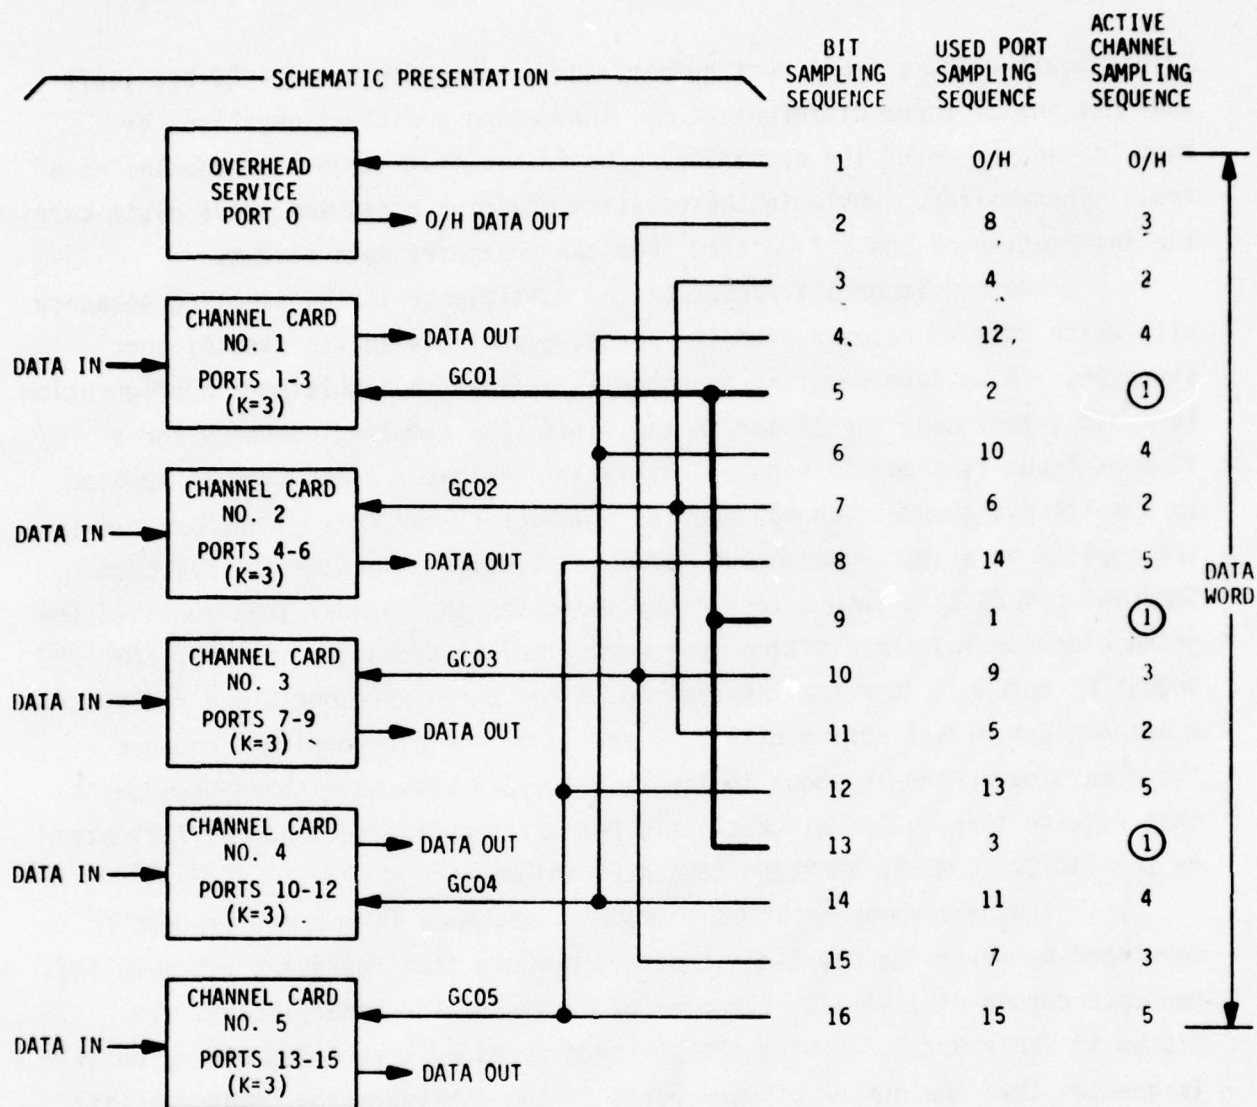 SCHEMATIC PRESENTATION
BIT SAMPLING SEQUENCE
USED PORT SAMPLING SEQUENCE
ACTIVE CHANNEL SAMPLING SEQUENCE
OVERHEAD
SERVICE
PORT 0
O/H DATA OUT
CHANNEL CARD
NO. 1
PORTS 1-3
(K=3)
DATA IN
DATA OUT
GC01
CHANNEL CARD
NO. 2
PORTS 4-6
(K=3)
DATA IN
GC02
DATA OUT
CHANNEL CARD
NO. 3
PORTS 7-9
(K=3)
DATA IN
GC03
DATA OUT
CHANNEL CARD
NO. 4
PORTS 10-12
(K=3)
DATA IN
DATA OUT
GC04
CHANNEL CARD
NO. 5
PORTS 13-15
(K=3)
DATA IN
GC05
DATA OUT
1 O/H O/H
2 8 3
3 4 2
4 12 4
5 2 1
6 10 4
7 6 2
8 14 5
9 1 1
10 9 3
11 5 2
12 13 5
13 3 1
14 11 4
15 7 3
16 15 5
DATA
WORD